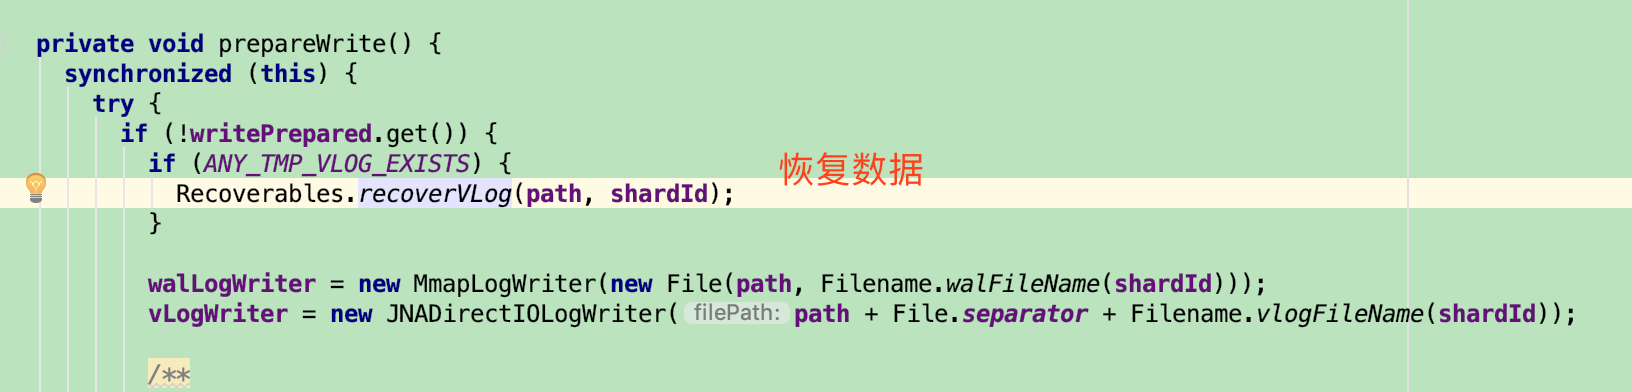 private void prepareWrite() {
synchronized (this) {
try {
if (!writePrepared.get()) {
if (ANY_TMP_VLOG_EXISTS) {
恢复数据
Recoverables.recoverVLog(path, shardId);
}
walLogWriter = new MmapLogWriter(new File(path, Filename.walFileName(shardId)));
vLogWriter = new JNADirectIOLogWriter( filePath: path + File.separator + Filename.vlogFileName(shardId));
/**